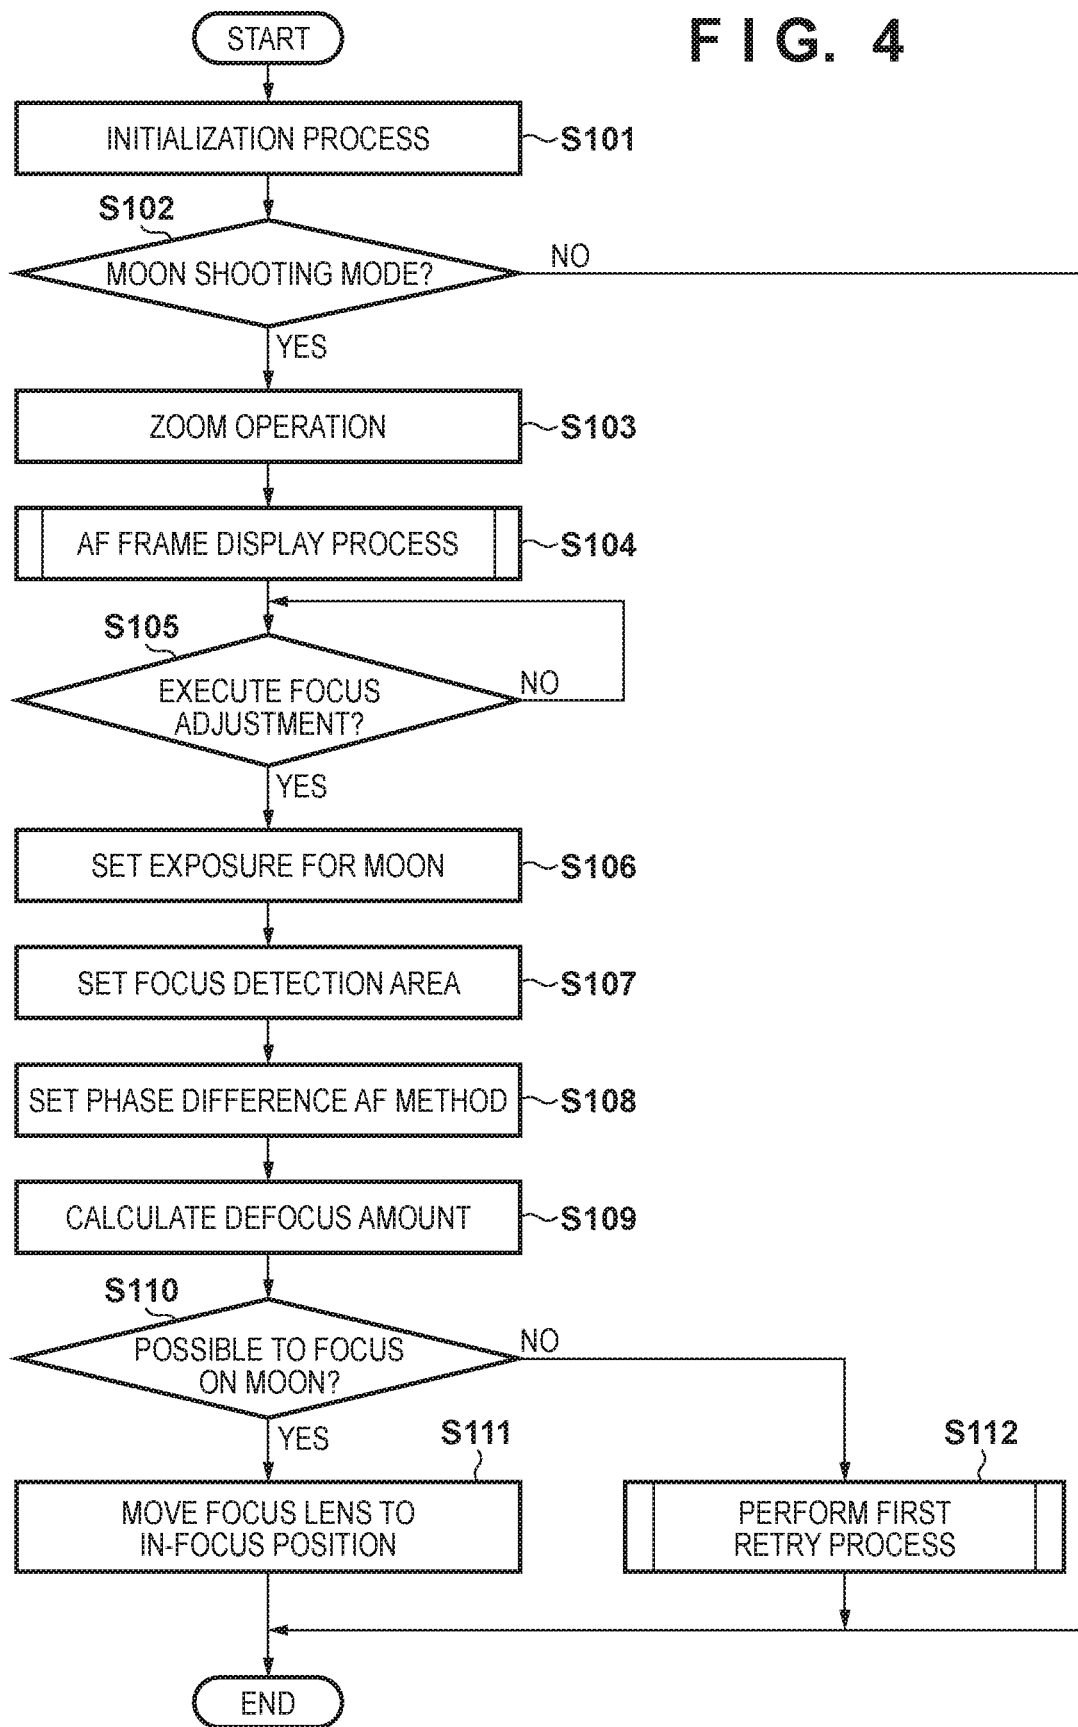 FIG. 4
START
INITIALIZATION PROCESS
S101
S102
MOON SHOOTING MODE?
NO
YES
ZOOM OPERATION
S103
AF FRAME DISPLAY PROCESS
S104
S105
EXECUTE FOCUS
ADJUSTMENT?
NO
YES
SET EXPOSURE FOR MOON
S106
SET FOCUS DETECTION AREA
S107
SET PHASE DIFFERENCE AF METHOD
S108
CALCULATE DEFOCUS AMOUNT
S109
S110
POSSIBLE TO FOCUS
ON MOON?
NO
YES
S111
MOVE FOCUS LENS TO
IN-FOCUS POSITION
S112
PERFORM FIRST
RETRY PROCESS
END